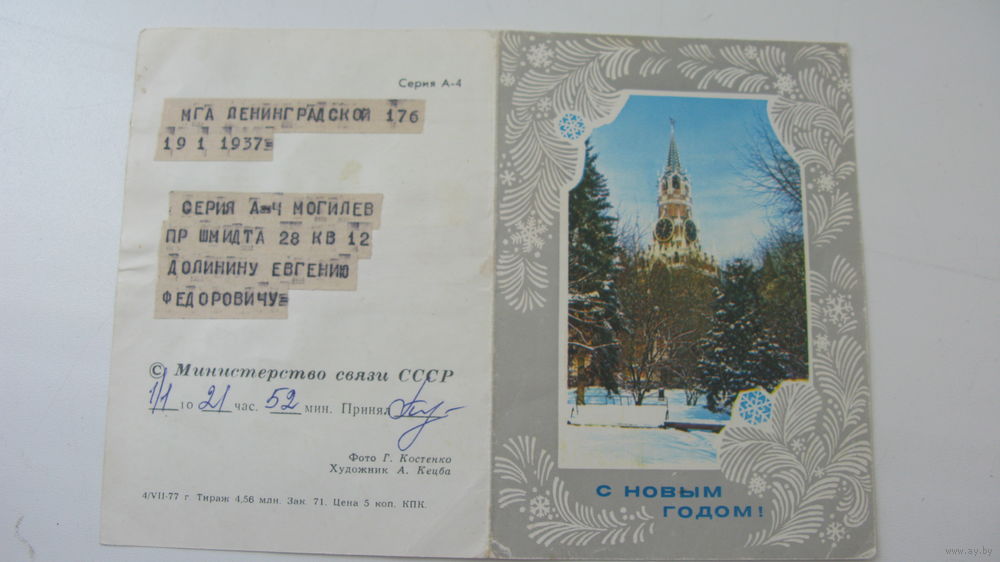 Серия А-4
МГА ЛЕНИНГРАДСКОЙ 176
19 1 1937=
СЕРИЯ А=Ч МОГИЛЕВ
ПР ШМИДТА 28 КВ 12
ДОЛИНИНУ ЕВГЕНИЮ
ФЕДОРОВИЧУ=
© Министерство связи СССР
1/1 го 21 час. 52 мин. Принял
Фото Г. Костенко
Художник А. Кецба
4/VII-77 г. Тираж 4,56 млн. Зак. 71. Цена 5 коп. КПК.
С НОВЫМ
ГОДОМ!
www.ay.by